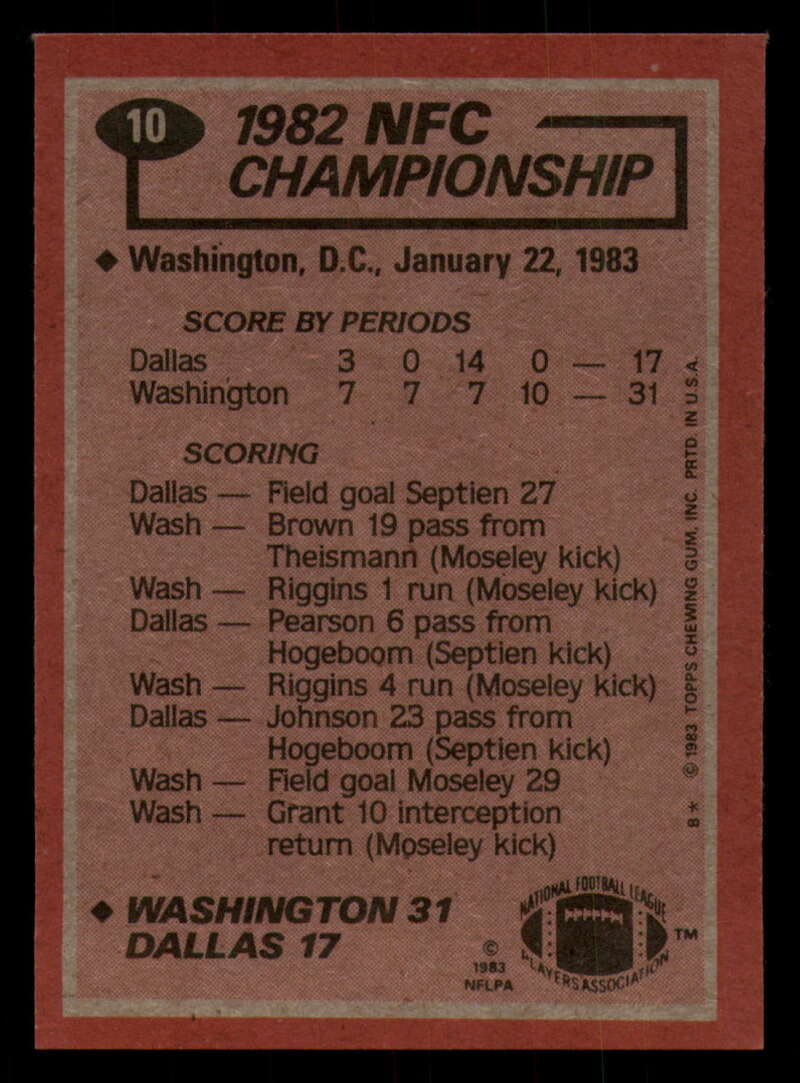 10
1982 NFC
CHAMPIONSHIP
◆ Washington, D.C., January 22, 1983
SCORE BY PERIODS
Dallas 3 0 14 0 — 17
Washington 7 7 7 10 — 31
SCORING
Dallas — Field goal Septien 27
Wash — Brown 19 pass from
Theismann (Moseley kick)
Wash — Riggins 1 run (Moseley kick)
Dallas — Pearson 6 pass from
Hogeboom (Septien kick)
Wash — Riggins 4 run (Moseley kick)
Dallas — Johnson 23 pass from
Hogeboom (Septien kick)
Wash — Field goal Moseley 29
Wash — Grant 10 interception
return (Moseley kick)
◆ WASHINGTON 31
DALLAS 17
©
1983
NFLPA
NATIONAL FOOTBALL LEAGUE
PLAYERS ASSOCIATION
TM
8* © 1983 TOPPS CHEWING GUM, INC. PRTD. IN U.S.A.